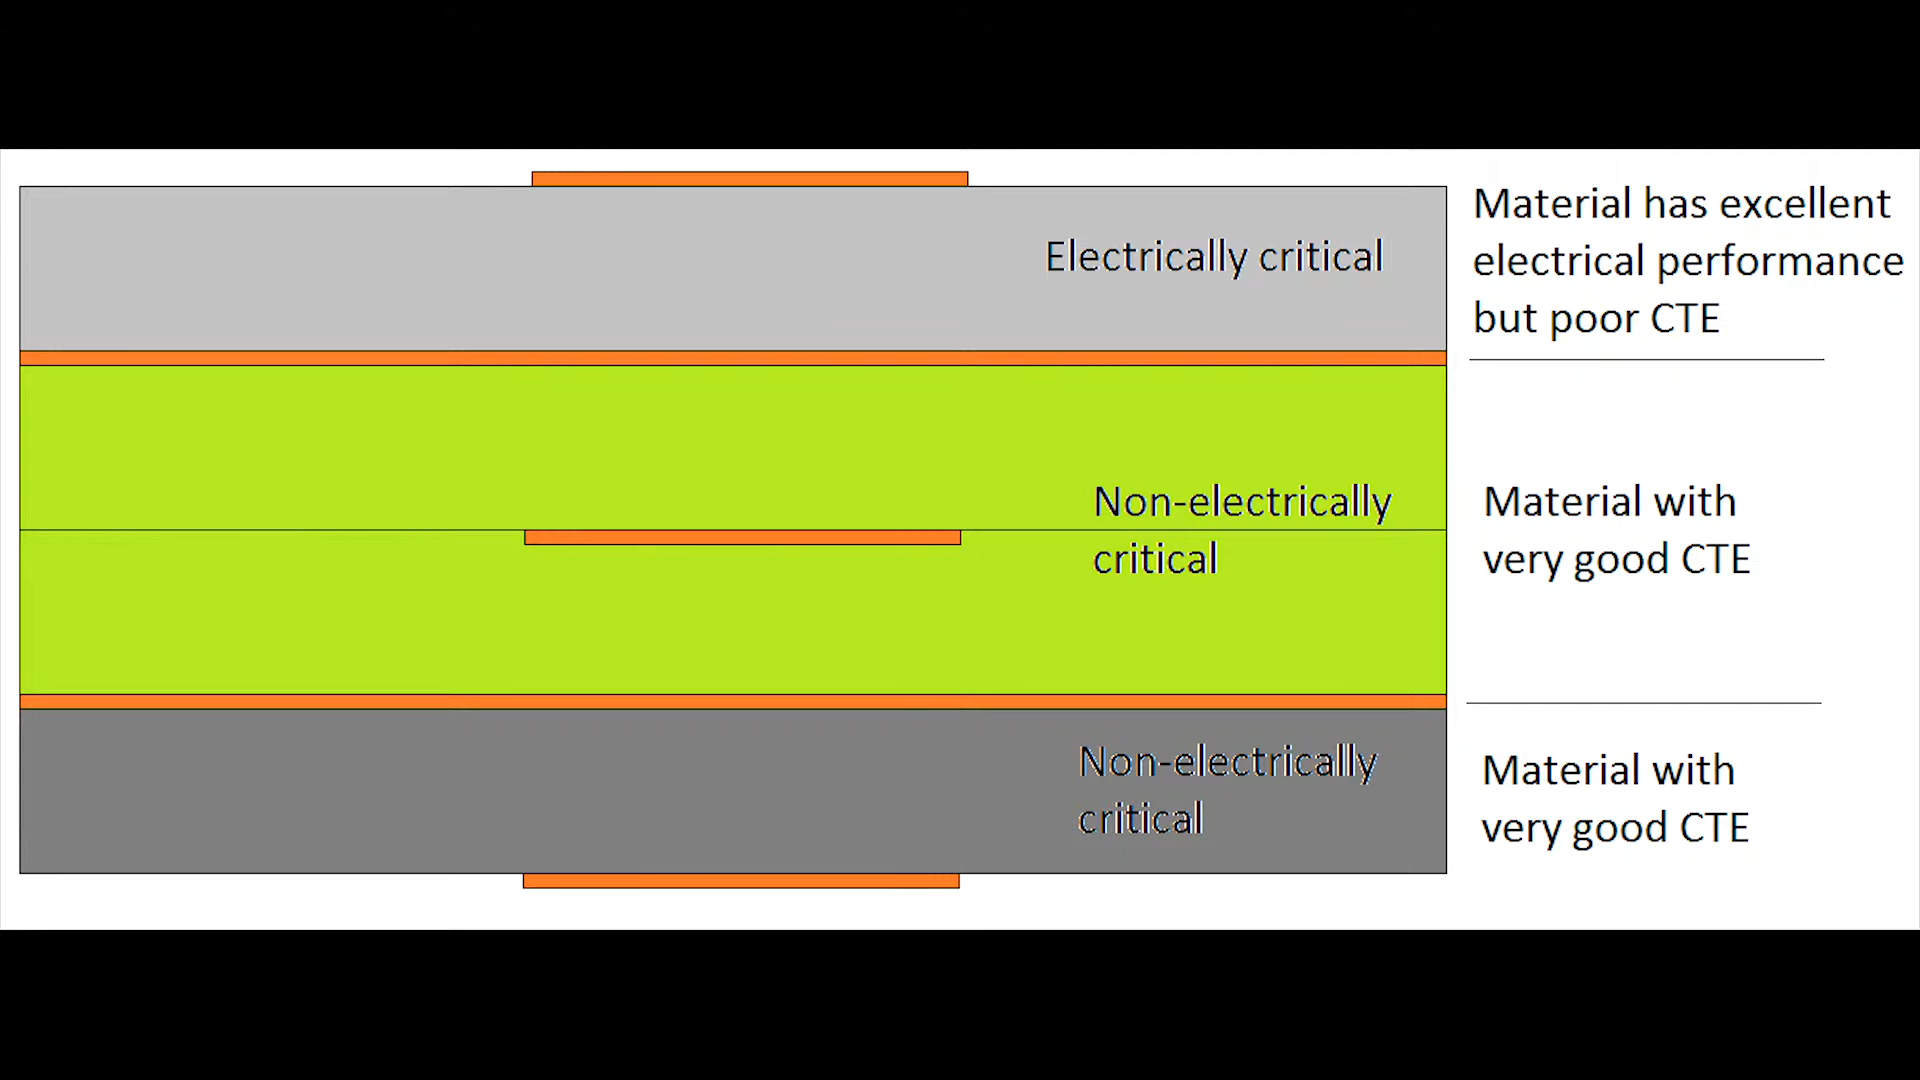 Electrically critical
Material has excellent
electrical performance
but poor CTE
Non-electrically
critical
Material with
very good CTE
Non-electrically
critical
Material with
very good CTE